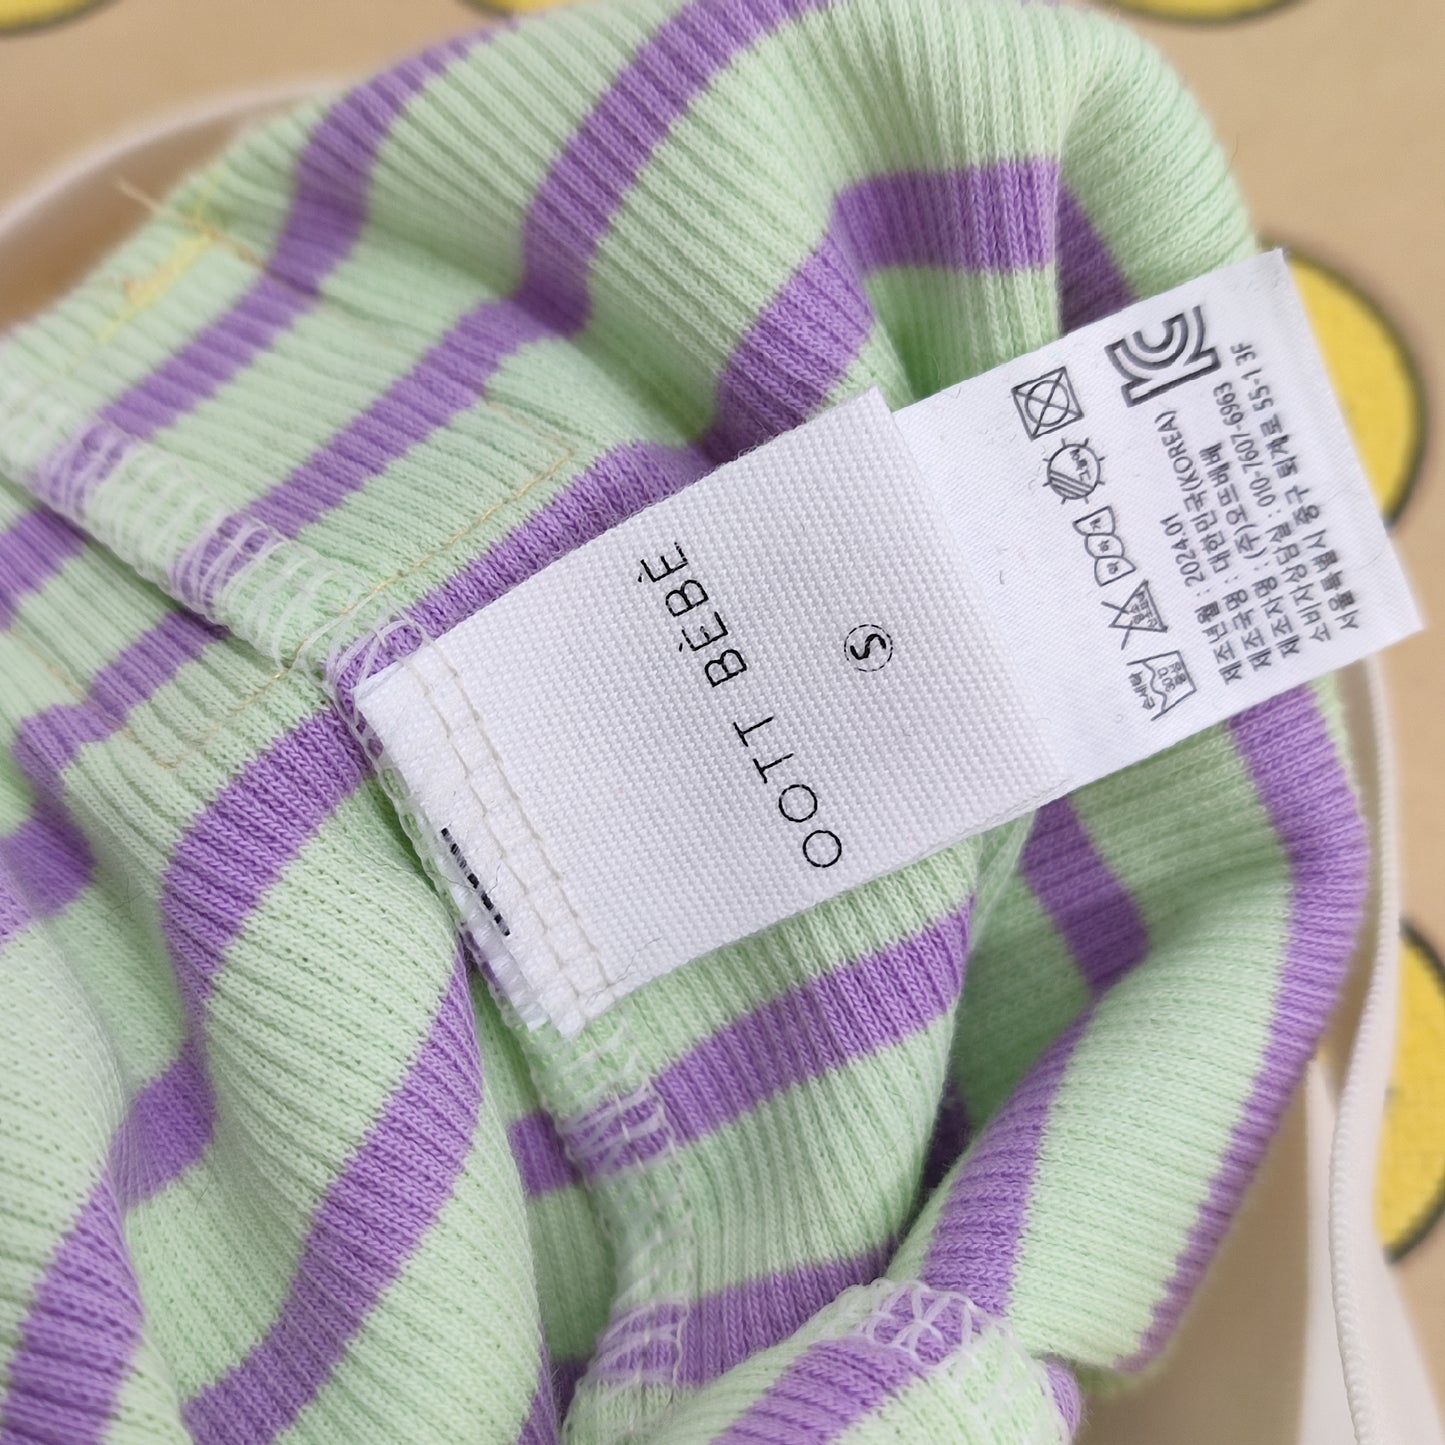 OOTT BÉBÉ
S
손세탁
30℃
중성
제조년월 : 2024.01
제조국명 : 대한민국(KOREA)
제조자명 : (주)오뜨베베
소비자상담실 : 010-7607-6963
서울특별시 중구 퇴계로 55-1 3F